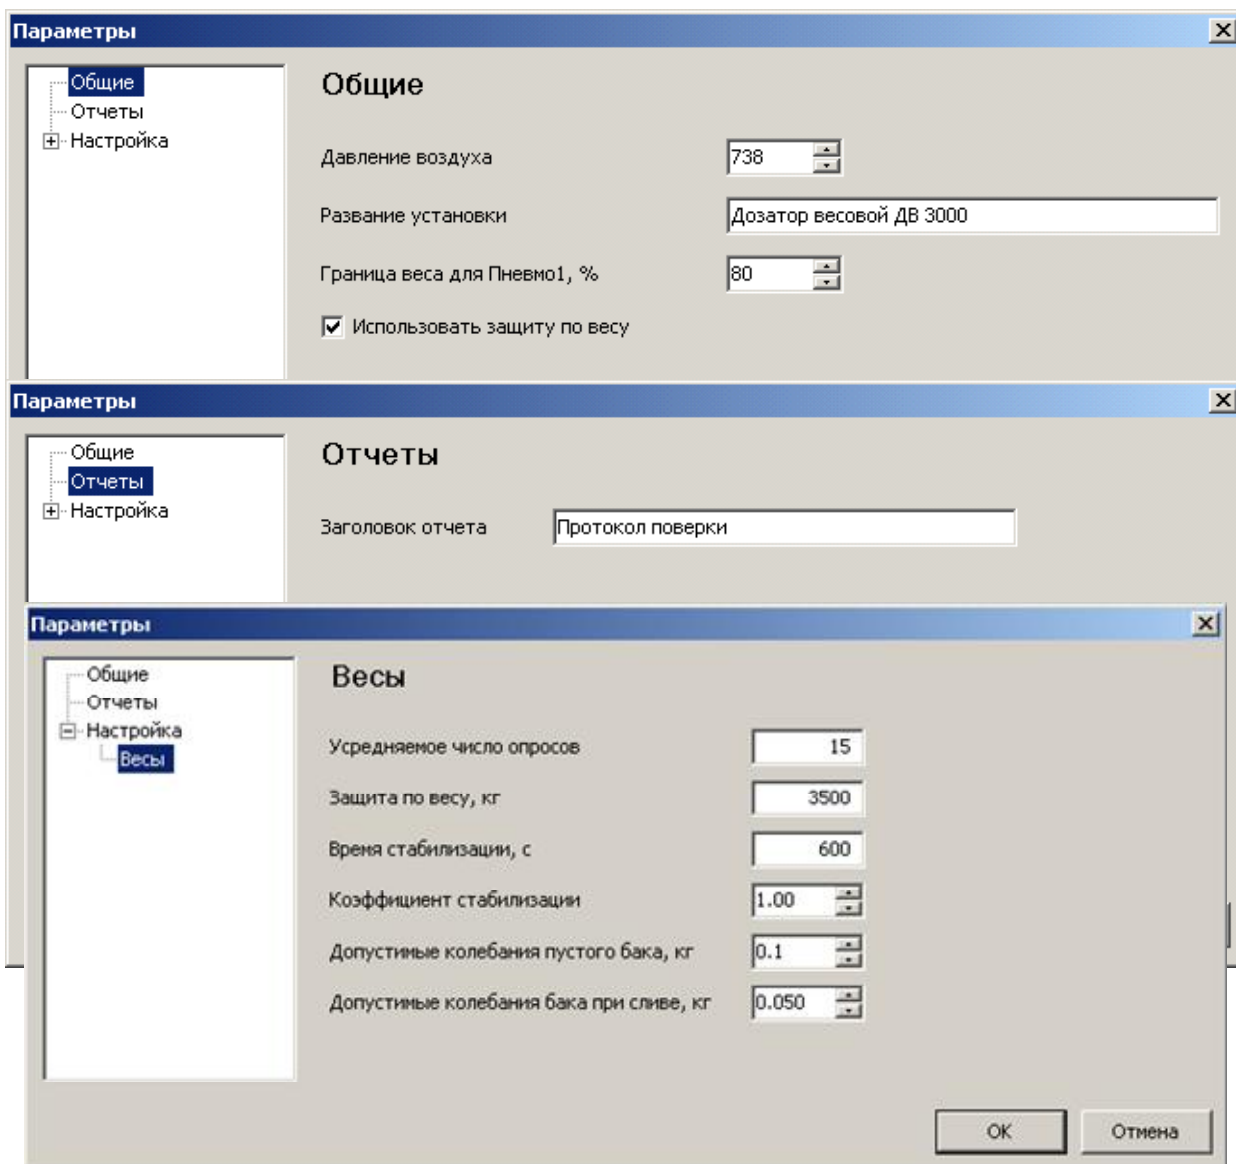 Параметры
Общие
Отчеты
Настройка
Общие
Давление воздуха 738
Развание установки Дозатор весовой ДВ 3000
Граница веса для Пневмо1, % 80
Использовать защиту по весу
Параметры
Общие
Отчеты
Настройка
Отчеты
Заголовок отчета Протокол поверки
Параметры
Общие
Отчеты
Настройка
Весы
Весы
Усредняемое число опросов 15
Защита по весу, кг 3500
Время стабилизации, с 600
Коэффициент стабилизации 1.00
Допустимые колебания пустого бака, кг 0.1
Допустимые колебания бака при сливе, кг 0.050
OK Отмена